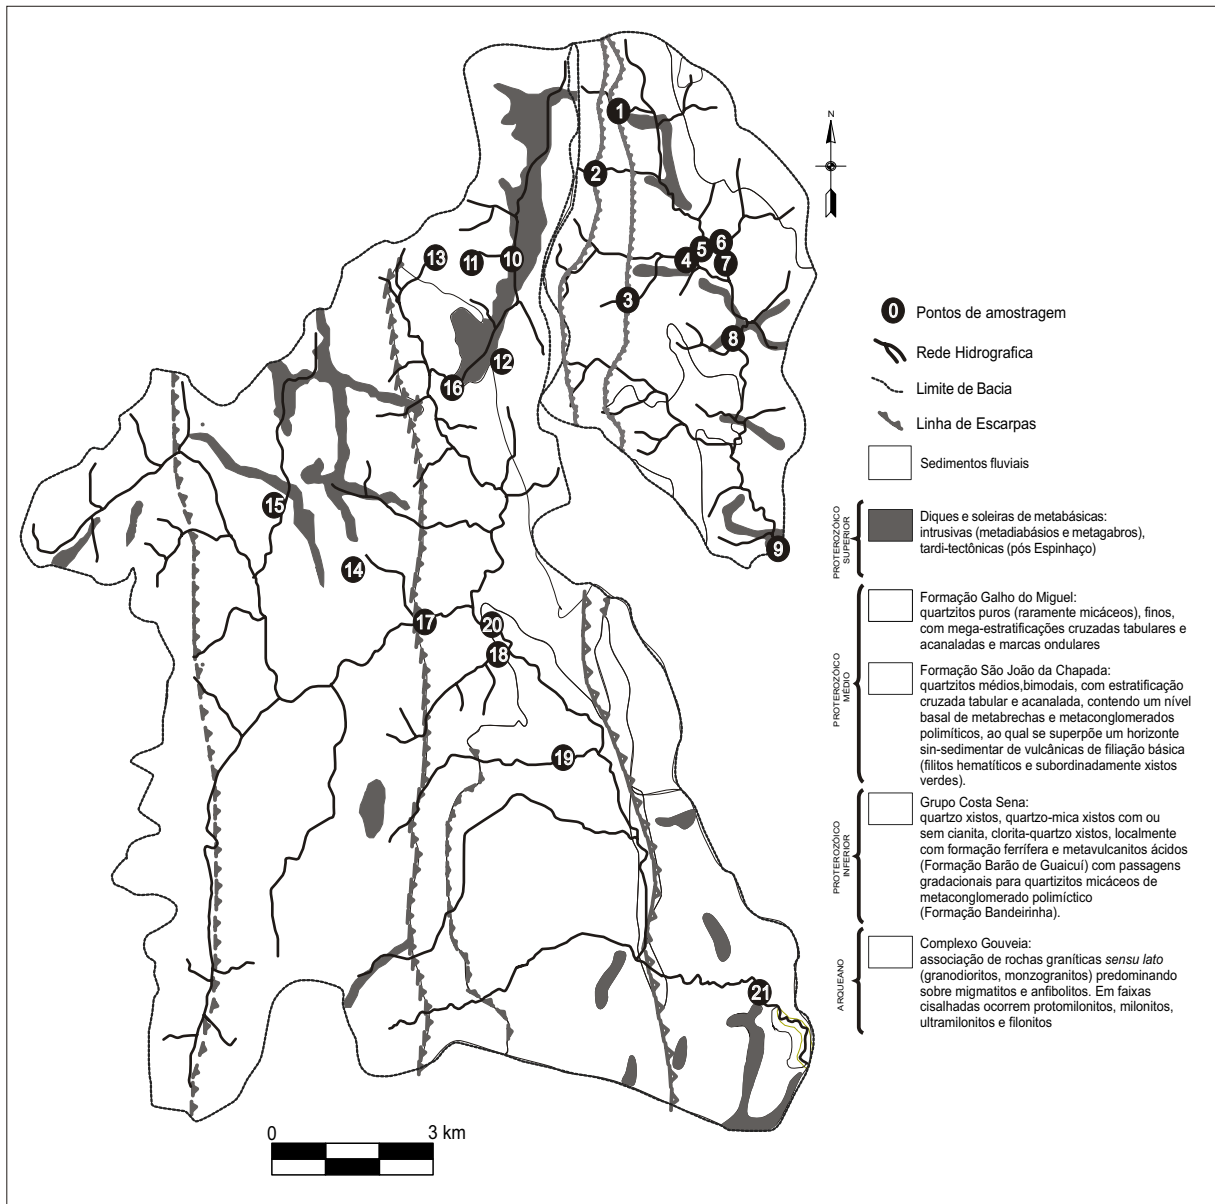 N
1
2
3
4
5
6
7
8
9
10
11
12
13
14
15
16
17
18
19
20
21
0 Pontos de amostragem
Rede Hidrografica
Limite de Bacia
Linha de Escarpas
Sedimentos fluviais
PROTEROZÓICO
SUPERIOR
Diques e soleiras de metabásicas:
intrusivas (metadiabásios e metagabros),
tardi-tectônicas (pós Espinhaço)
PROTEROZÓICO
MÉDIO
Formação Galho do Miguel:
quartzitos puros (raramente micáceos), finos,
com mega-estratificações cruzadas tabulares e
acanaladas e marcas ondulares
Formação São João da Chapada:
quartzitos médios,bimodais, com estratificação
cruzada tabular e acanalada, contendo um nível
basal de metabrechas e metaconglomerados
polimíticos, ao qual se superpõe um horizonte
sin-sedimentar de vulcânicas de filiação básica
(filitos hematíticos e subordinadamente xistos
verdes).
PROTEROZÓICO
INFERIOR
Grupo Costa Sena:
quartzo xistos, quartzo-mica xistos com ou
sem cianita, clorita-quartzo xistos, localmente
com formação ferrífera e metavulcanitos ácidos
(Formação Barão de Guaicuí) com passagens
gradacionais para quartizitos micáceos de
metaconglomerado polimíctico
(Formação Bandeirinha).
ARQUEANO
Complexo Gouveia:
associação de rochas graníticas sensu lato
(granodioritos, monzogranitos) predominando
sobre migmatitos e anfibolitos. Em faixas
cisalhadas ocorrem protomilonitos, milonitos,
ultramilonitos e filonitos
0 3 km